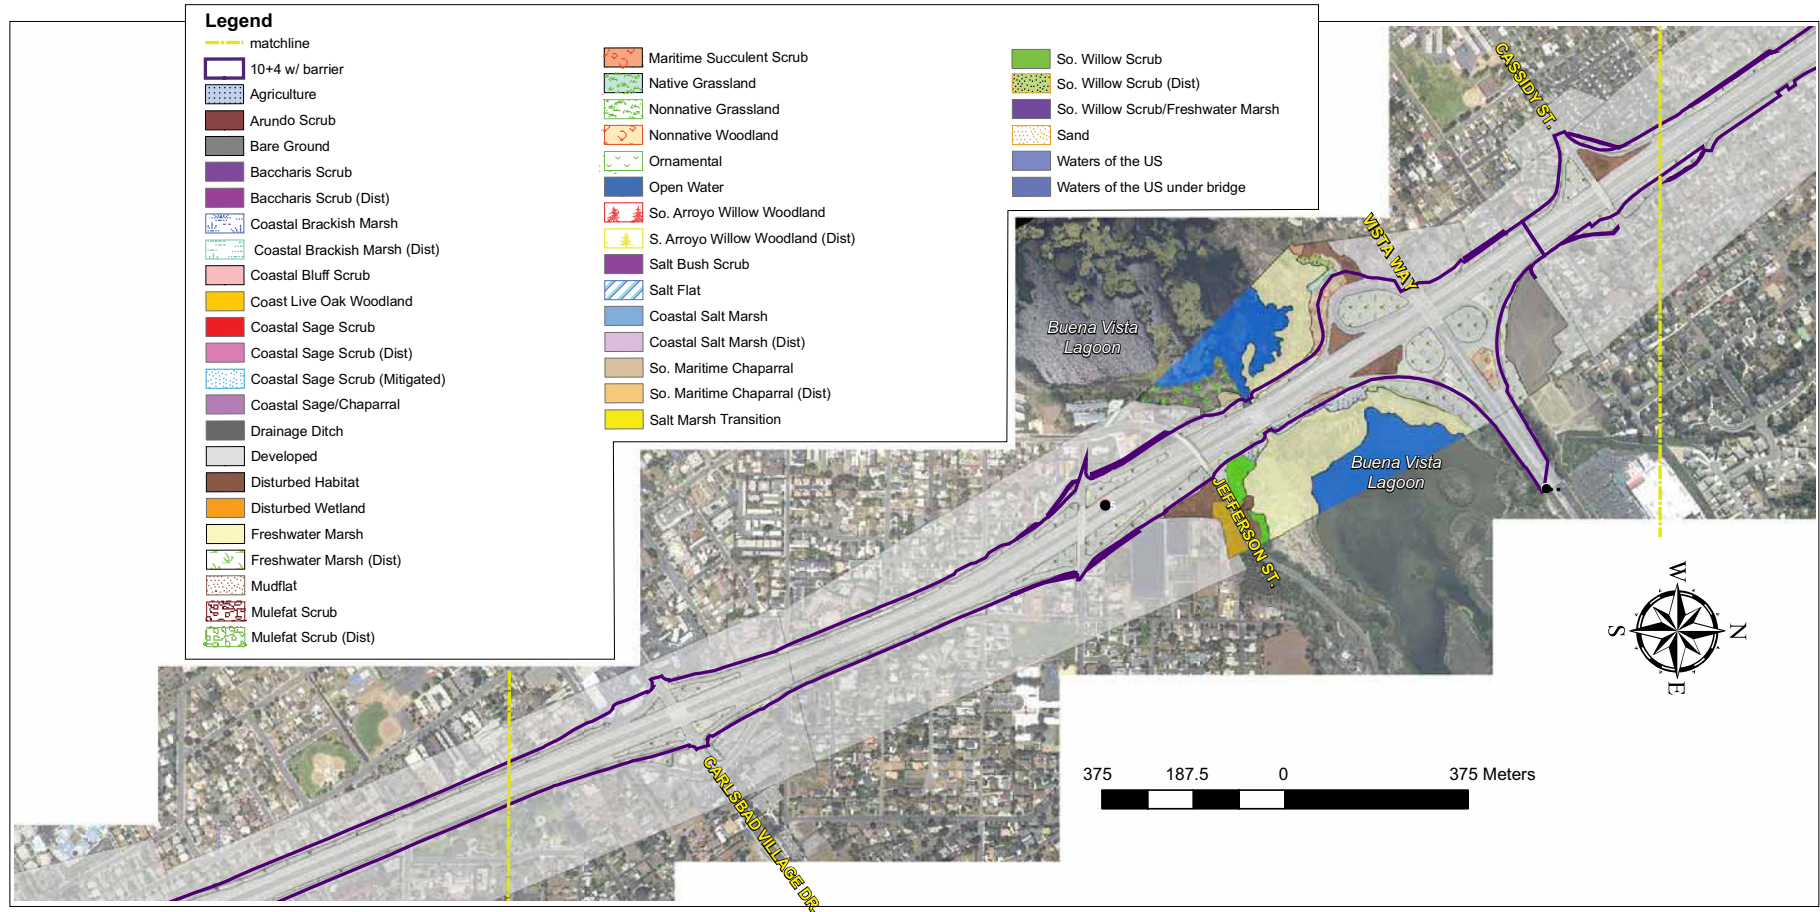 Legend
matchline
10+4 w/ barrier
Agriculture
Arundo Scrub
Bare Ground
Baccharis Scrub
Baccharis Scrub (Dist)
Coastal Brackish Marsh
Coastal Brackish Marsh (Dist)
Coastal Bluff Scrub
Coast Live Oak Woodland
Coastal Sage Scrub
Coastal Sage Scrub (Dist)
Coastal Sage Scrub (Mitigated)
Coastal Sage/Chaparral
Drainage Ditch
Developed
Disturbed Habitat
Disturbed Wetland
Freshwater Marsh
Freshwater Marsh (Dist)
Mudflat
Mulefat Scrub
Mulefat Scrub (Dist)
Maritime Succulent Scrub
Native Grassland
Nonnative Grassland
Nonnative Woodland
Ornamental
Open Water
So. Arroyo Willow Woodland
S. Arroyo Willow Woodland (Dist)
Salt Bush Scrub
Salt Flat
Coastal Salt Marsh
Coastal Salt Marsh (Dist)
So. Maritime Chaparral
So. Maritime Chaparral (Dist)
Salt Marsh Transition
So. Willow Scrub
So. Willow Scrub (Dist)
So. Willow Scrub/Freshwater Marsh
Sand
Waters of the US
Waters of the US under bridge
CASSIDY ST.
VISTA WAY
Buena Vista
Lagoon
Buena Vista
Lagoon
JEFFERSON ST.
CARLSBAD VILLAGE DR.
W
N
S
E
375 187.5 0 375 Meters